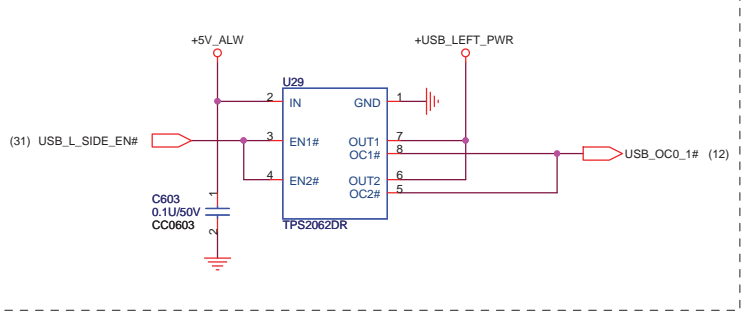 +5V_ALW
+USB_LEFT_PWR
U29
2 IN GND 1
(31) USB_L_SIDE_EN# 3 EN1# OUT1 7
OC1# 8 USB_OC0_1# (12)
4 EN2# OUT2 6
OC2# 5
C603 1
0.1U/50V
CC0603 2
TPS2062DR